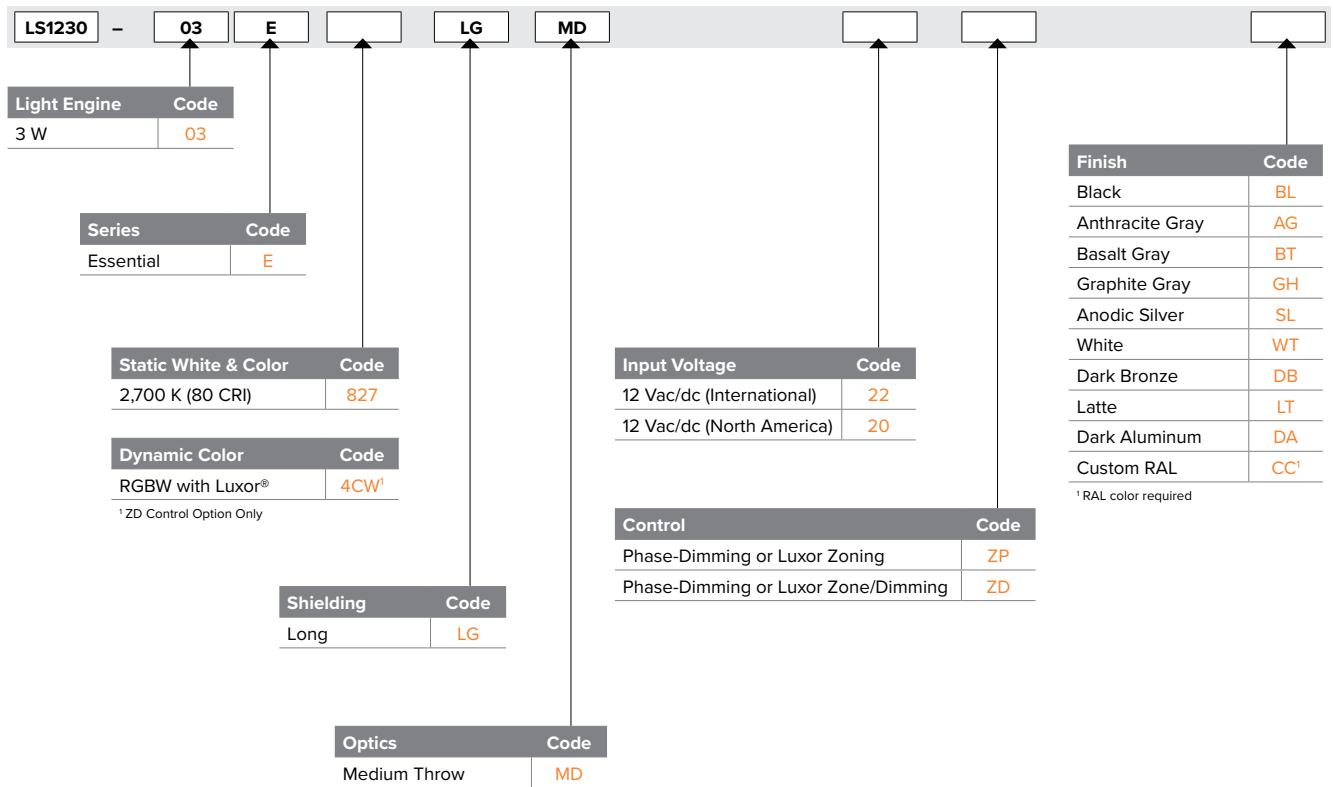 LS1230 – 03 E LG MD
Light Engine Code
3 W 03
Series Code
Essential E
Static White & Color Code
2,700 K (80 CRI) 827
Dynamic Color Code
RGBW with Luxor® 4CW¹
¹ ZD Control Option Only
Shielding Code
Long LG
Optics Code
Medium Throw MD
Input Voltage Code
12 Vac/dc (International) 22
12 Vac/dc (North America) 20
Control Code
Phase-Dimming or Luxor Zoning ZP
Phase-Dimming or Luxor Zone/Dimming ZD
Finish Code
Black BL
Anthracite Gray AG
Basalt Gray BT
Graphite Gray GH
Anodic Silver SL
White WT
Dark Bronze DB
Latte LT
Dark Aluminum DA
Custom RAL CC¹
¹ RAL color required